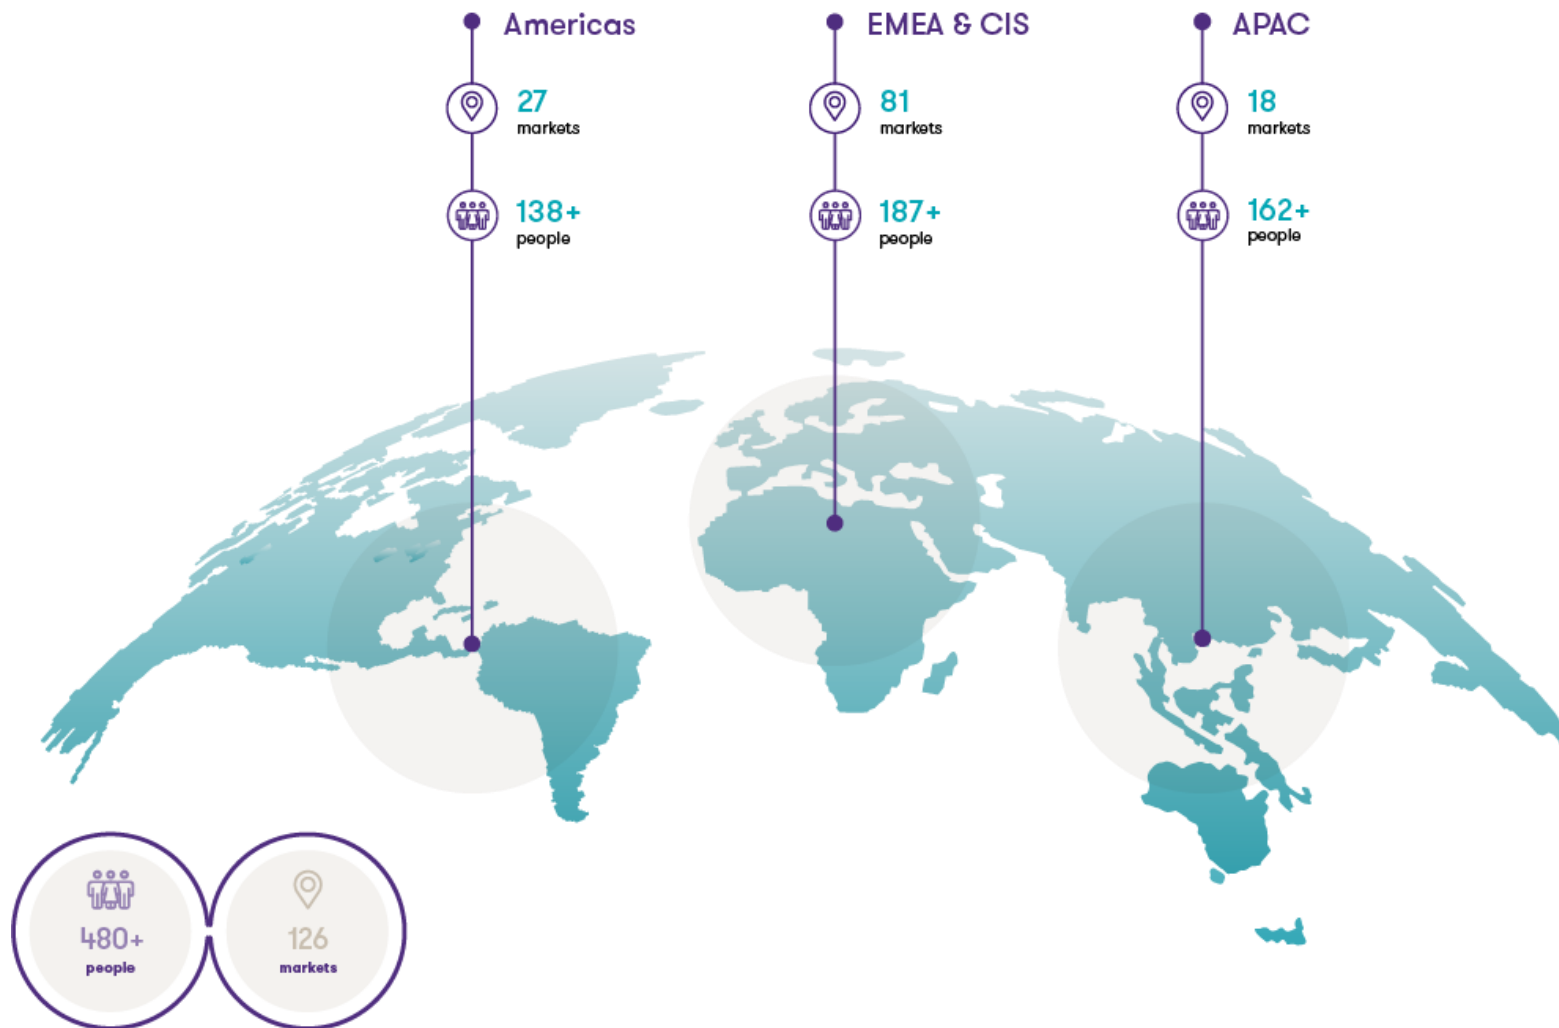 Americas
27
markets
138+
people
EMEA & CIS
81
markets
187+
people
APAC
18
markets
162+
people
480+
people
126
markets